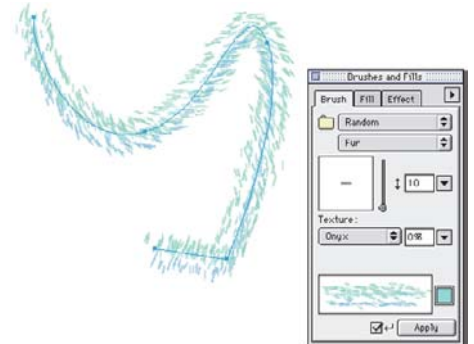 Brushes and Fills
Brush Fill Effect
Random
Fur
10
Texture:
Onyx 0%
Apply